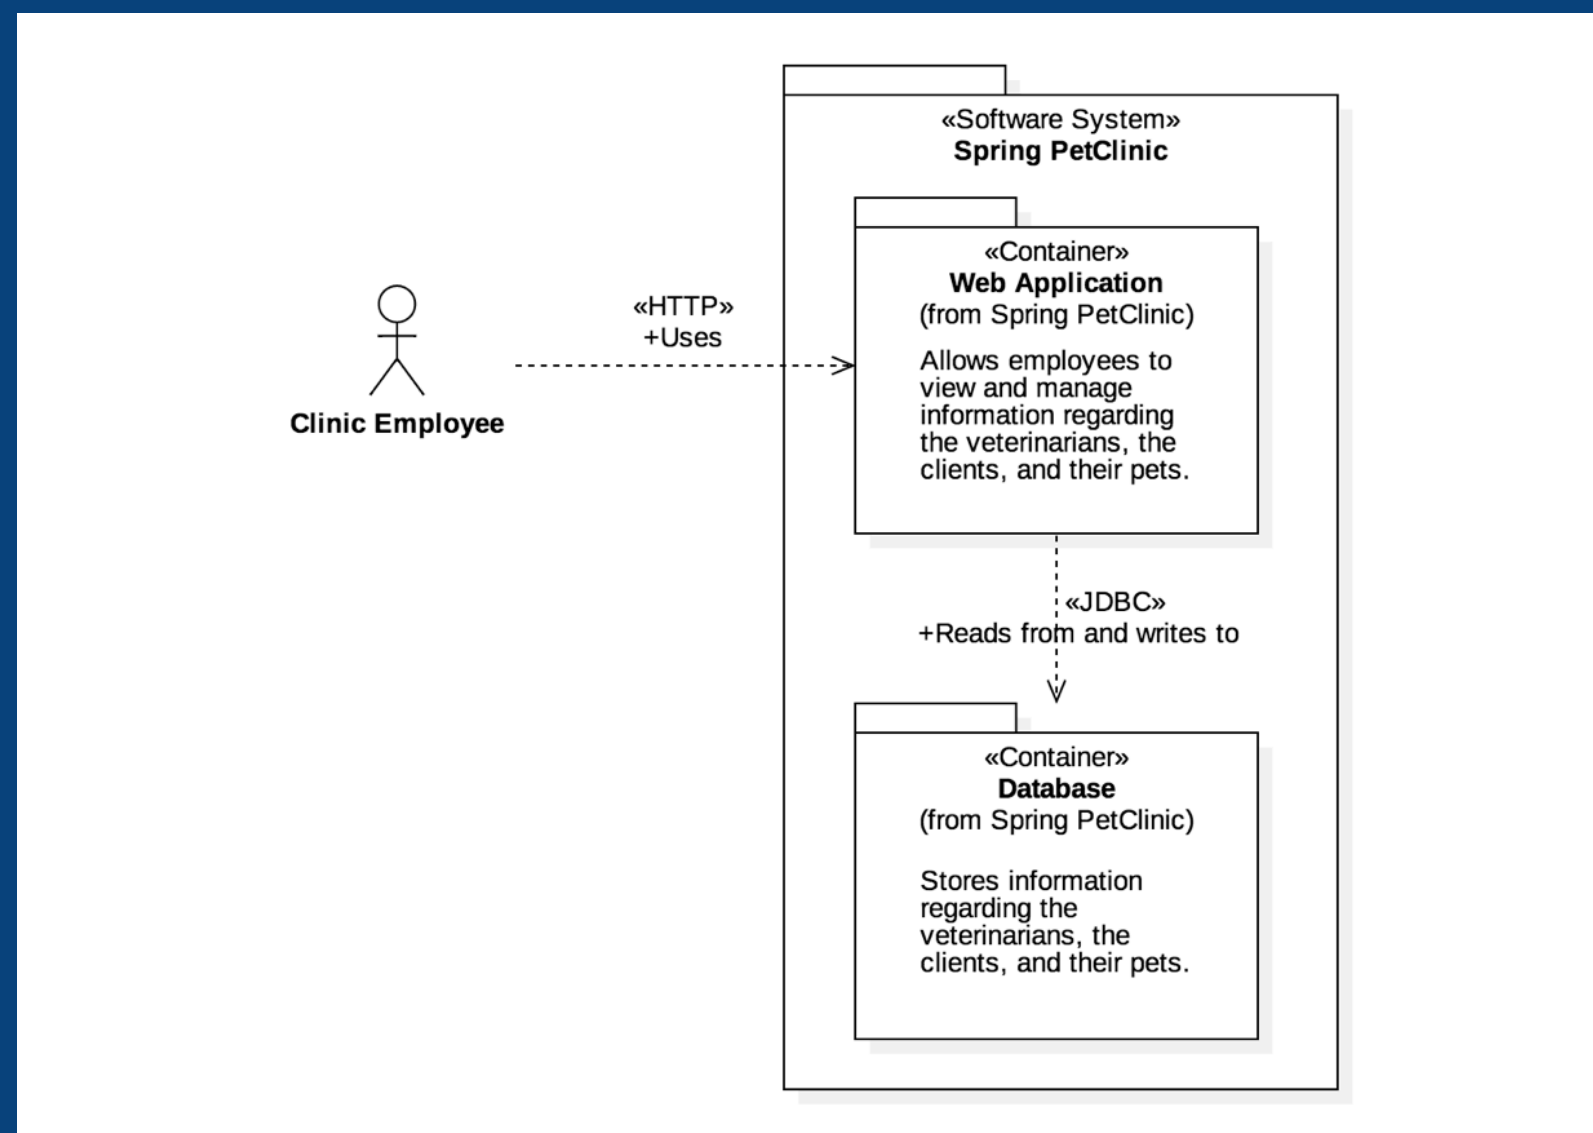 «Software System»
Spring PetClinic
«Container»
Web Application
(from Spring PetClinic)
Allows employees to
view and manage
information regarding
the veterinarians, the
clients, and their pets.
«HTTP»
+Uses
Clinic Employee
«JDBC»
+Reads from and writes to
«Container»
Database
(from Spring PetClinic)
Stores information
regarding the
veterinarians, the
clients, and their pets.